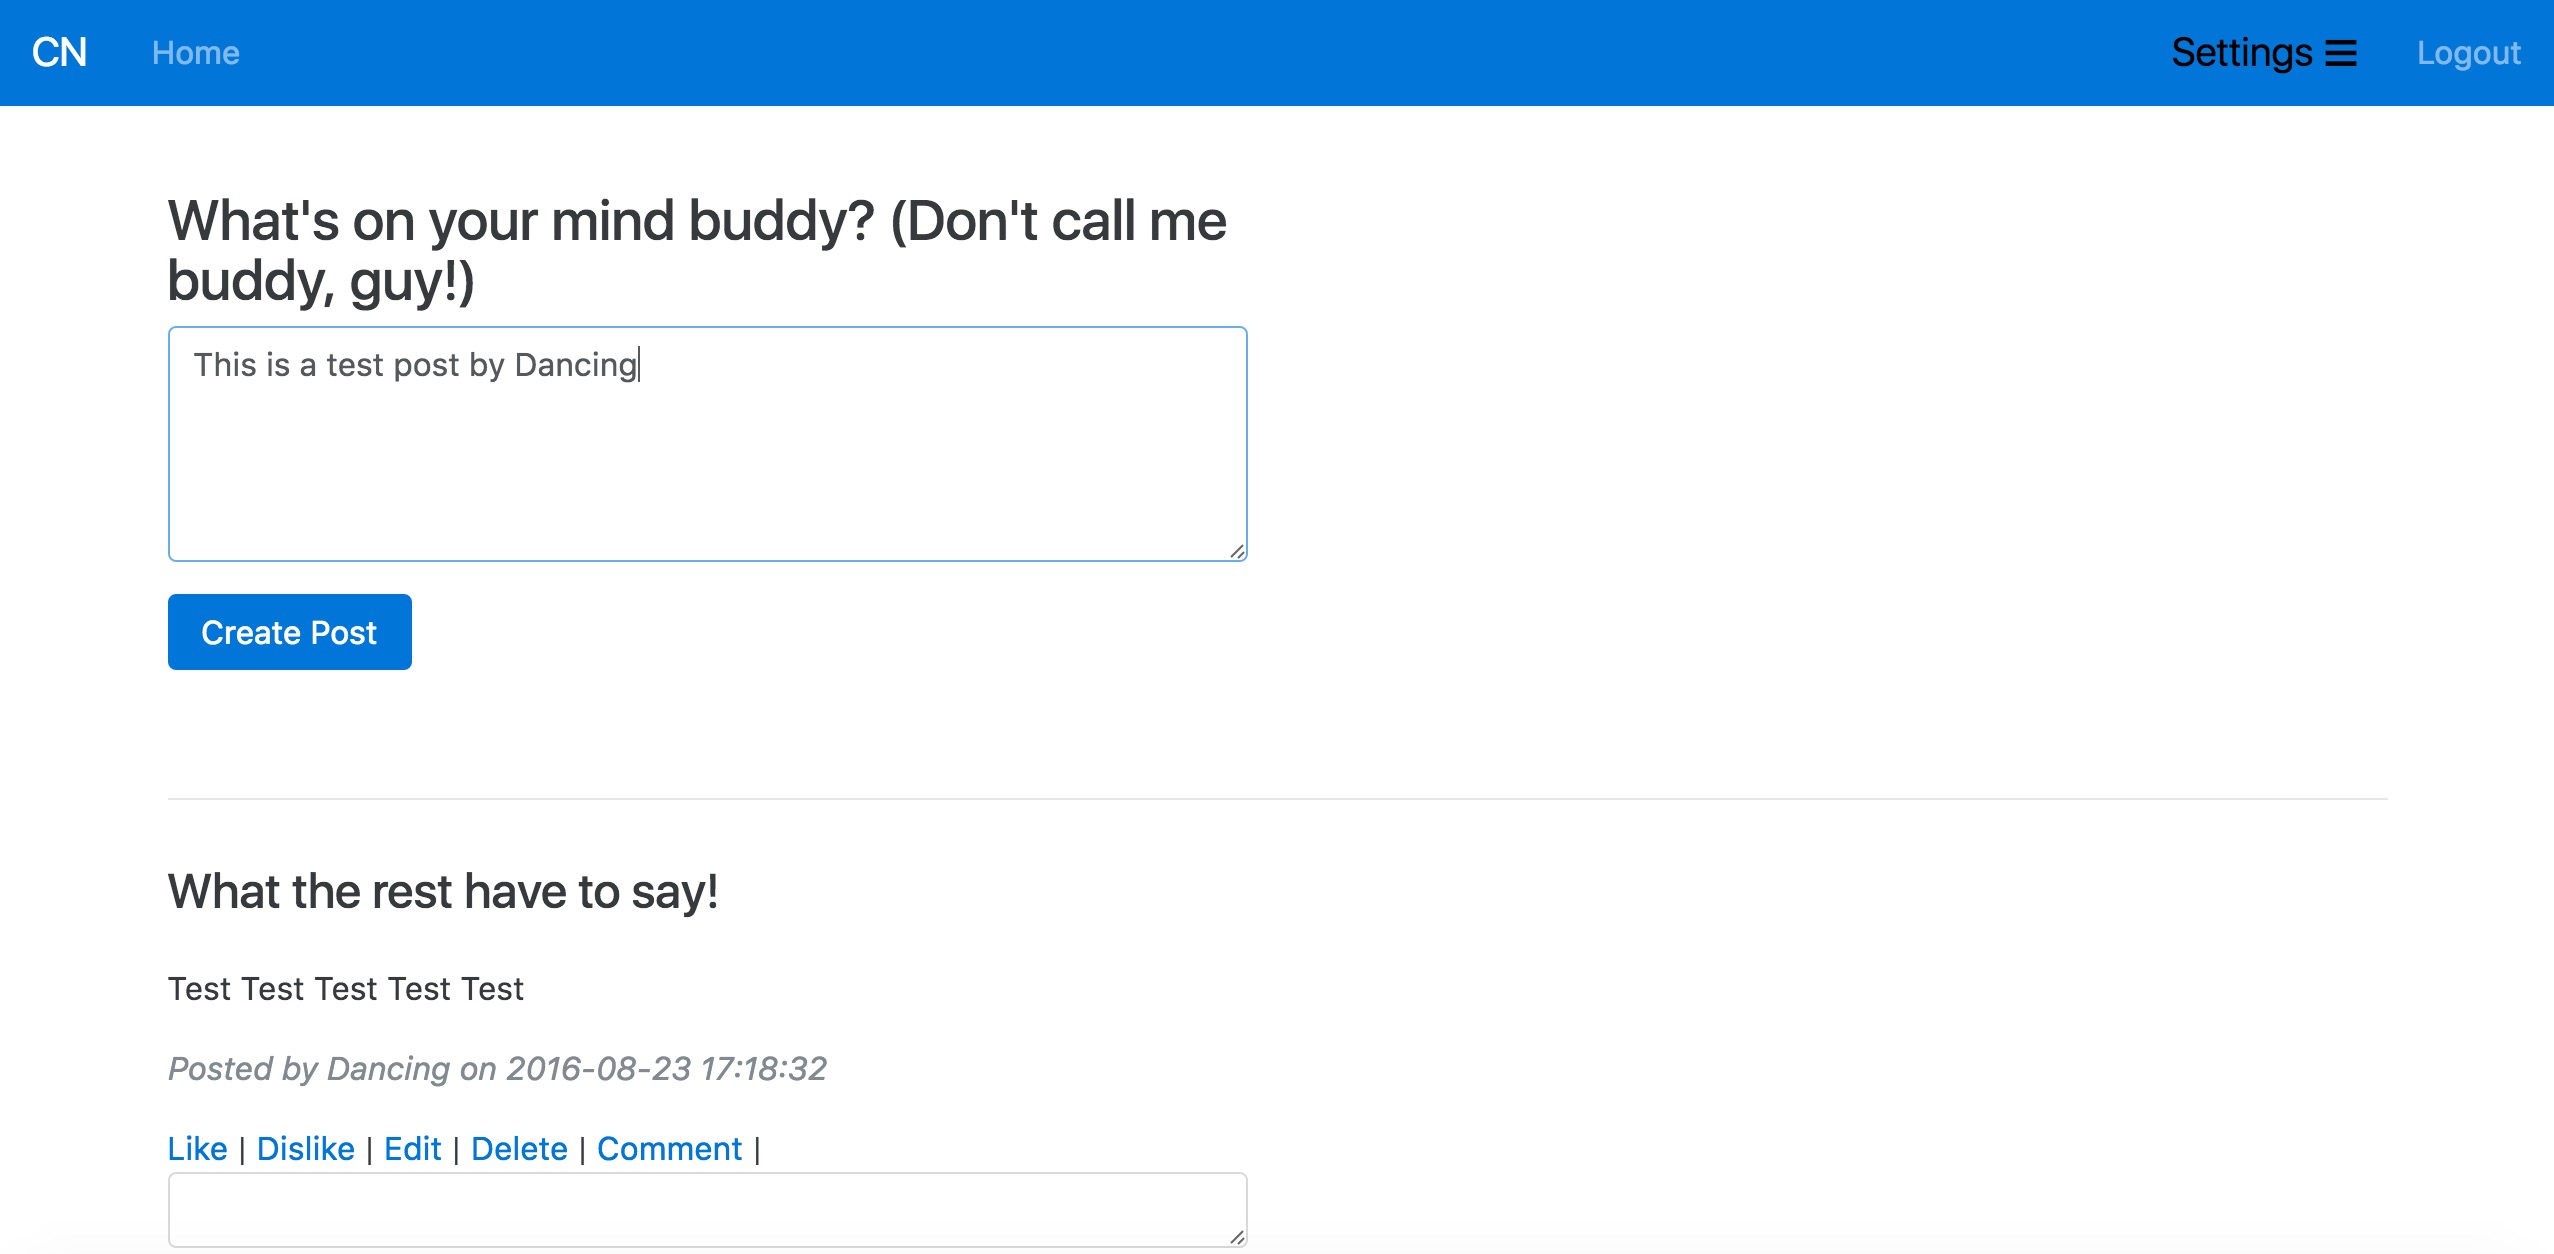 CN Home Settings Logout
What's on your mind buddy? (Don't call me
buddy, guy!)
This is a test post by Dancing
Create Post
What the rest have to say!
Test Test Test Test Test
Posted by Dancing on 2016-08-23 17:18:32
Like | Dislike | Edit | Delete | Comment |